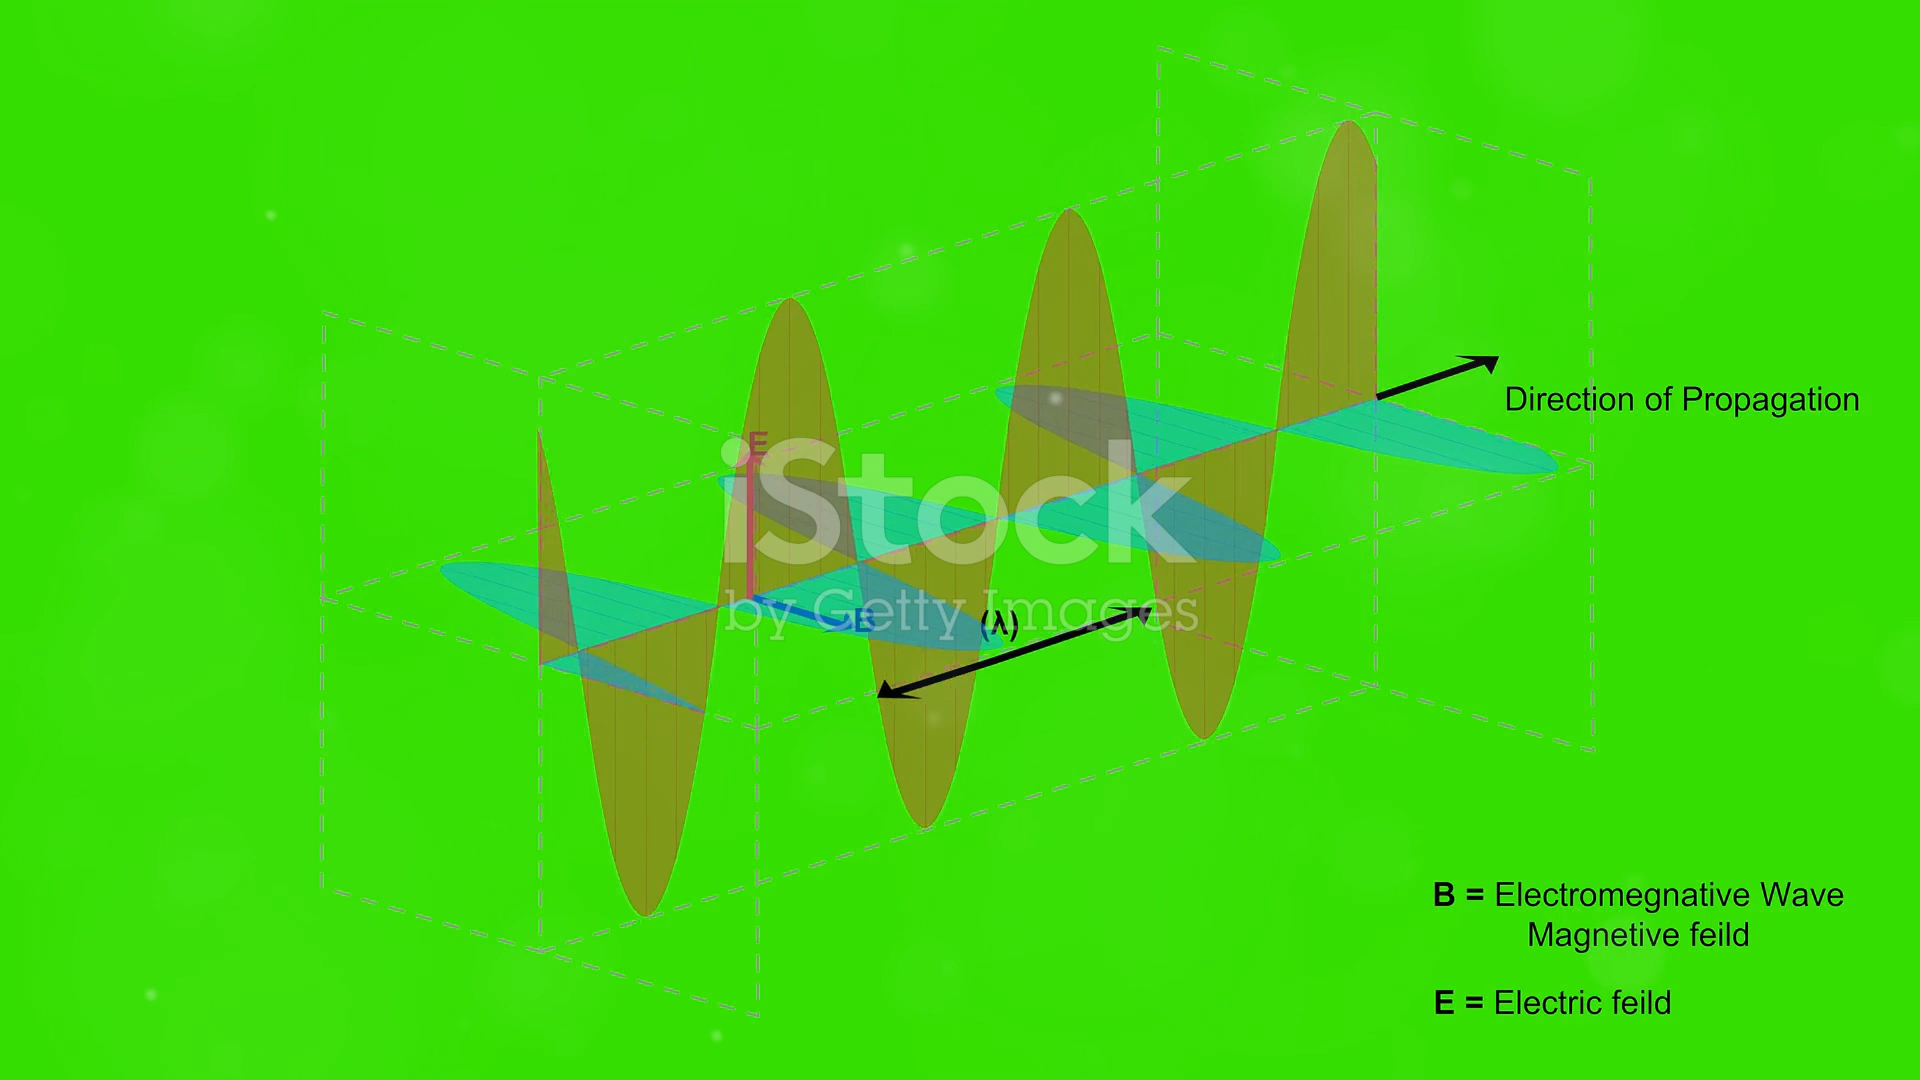 E
iStock
by Getty Images
B
(λ)
Direction of Propagation
B = Electromegnative Wave
Magnetive feild
E = Electric feild